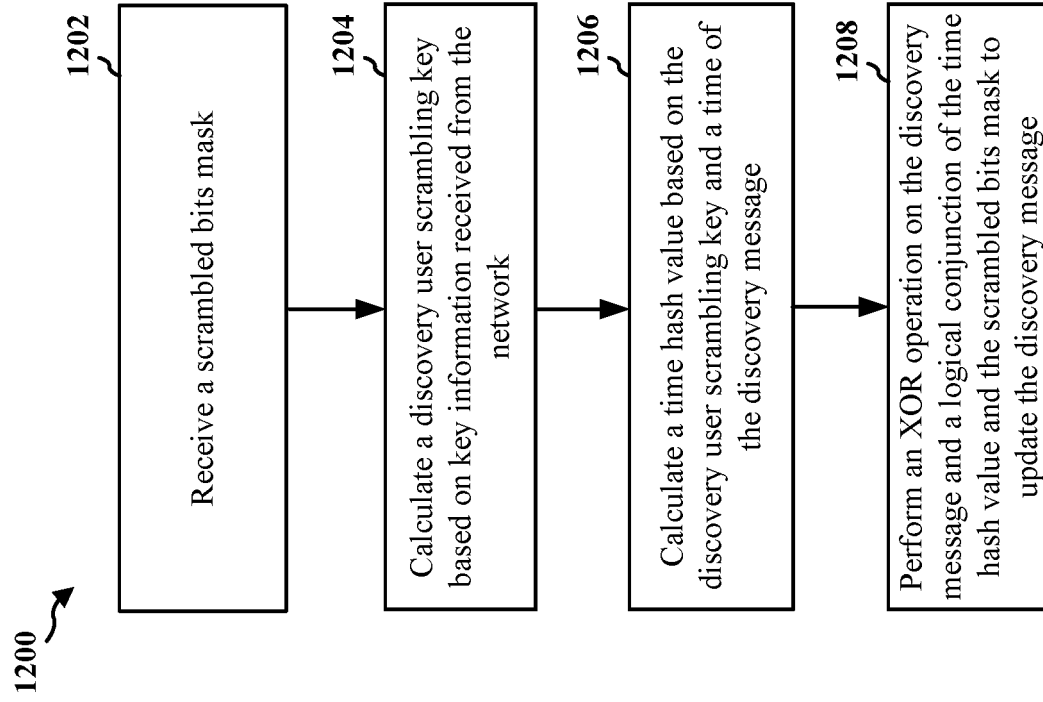 1200
1202
Receive a scrambled bits mask
1204
Calculate a discovery user scrambling key
based on key information received from the
network
1206
Calculate a time hash value based on the
discovery user scrambling key and a time of
the discovery message
1208
Perform an XOR operation on the discovery
message and a logical conjunction of the time
hash value and the scrambled bits mask to
update the discovery message